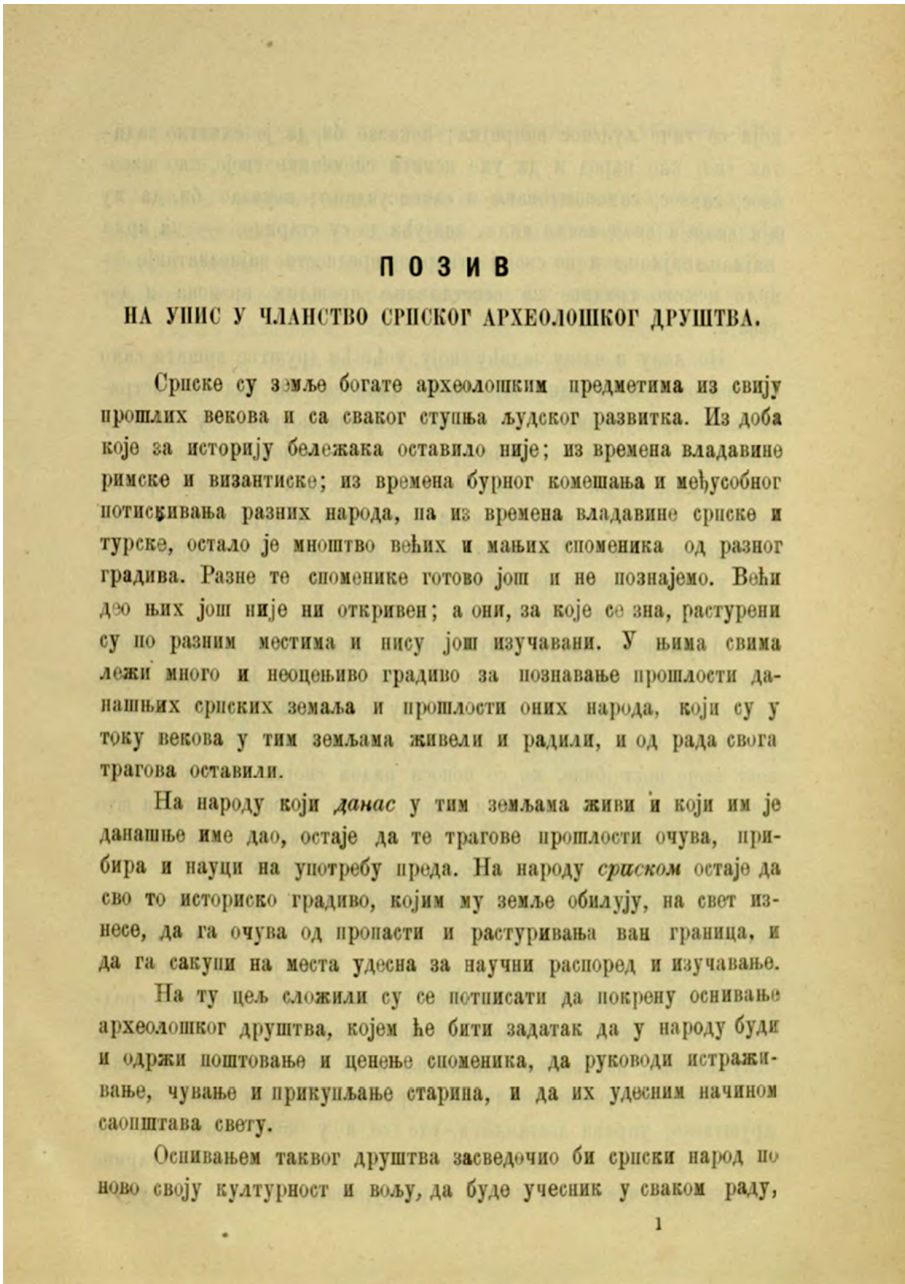 ПОЗИВ
НА УПИС У ЧЛАНСТВО СРПСКОГ АРХЕОЛОШКОГ ДРУШТВА.
Српске су земље богате археолошким предметима из свију
прошлих векова и са сваког ступња људског развитка. Из доба
које за историју бележака оставило није; из времена владавине
римске и византиске; из времена бурног комешања и међусобног
потискивања разних народа, па из времена владавине српске и
турске, остало је мноштво већих и мањих споменика од разног
градива. Разне те споменике готово још и не познајемо. Већи
део њих још није ни откривен; а они, за које се зна, растурени
су по разним местима и нису још изучавани. У њима свима
лежи много и неоцењиво градиво за познавање прошлости да-
нашњих српских земаља и прошлости оних народа, који су у
току векова у тим земљама живели и радили, и од рада свога
трагова оставили.
На народу који данас у тим земљама живи и који им је
данашње име дао, остаје да те трагове прошлости очува, при-
бира и науци на употребу преда. На народу српском остаје да
сво то историско градиво, којим му земље обилују, на свет из-
несе, да га очува од пропасти и растуривања ван граница, и
да га сакупи на места удесна за научни распоред и изучавање.
На ту цељ сложили су се потписати да покрену оснивање
археолошког друштва, којем ће бити задатак да у народу буди
и одржи поштовање и ценење споменика, да руководи истражи-
вање, чување и прикупљање старина, и да их удесним начином
саопштава свету.
Оснивањем таквог друштва засведочио би српски народ по
ново своју културност и вољу, да буде учесник у сваком раду,
1